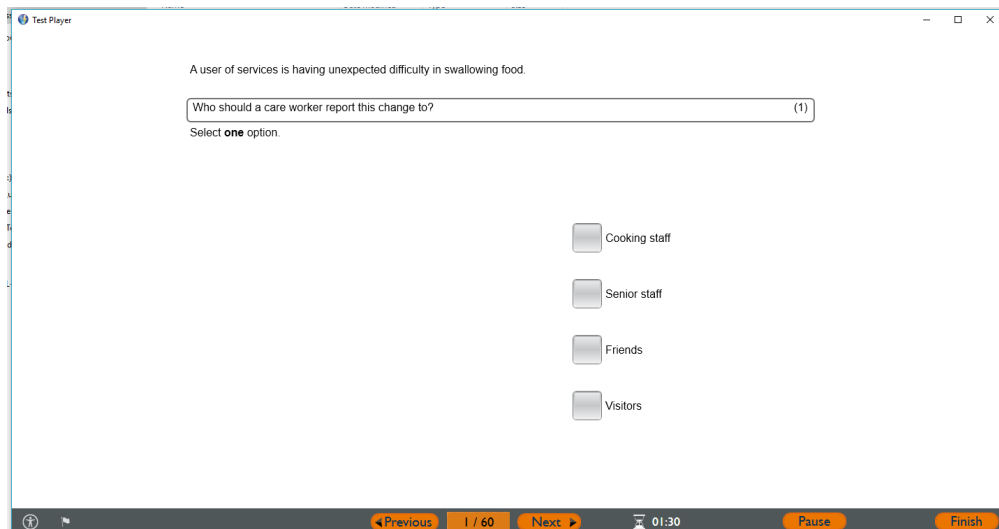 Test Player
A user of services is having unexpected difficulty in swallowing food.
Who should a care worker report this change to? (1)
Select one option.
Cooking staff
Senior staff
Friends
Visitors
Previous 1 / 60 Next 01:30 Pause Finish